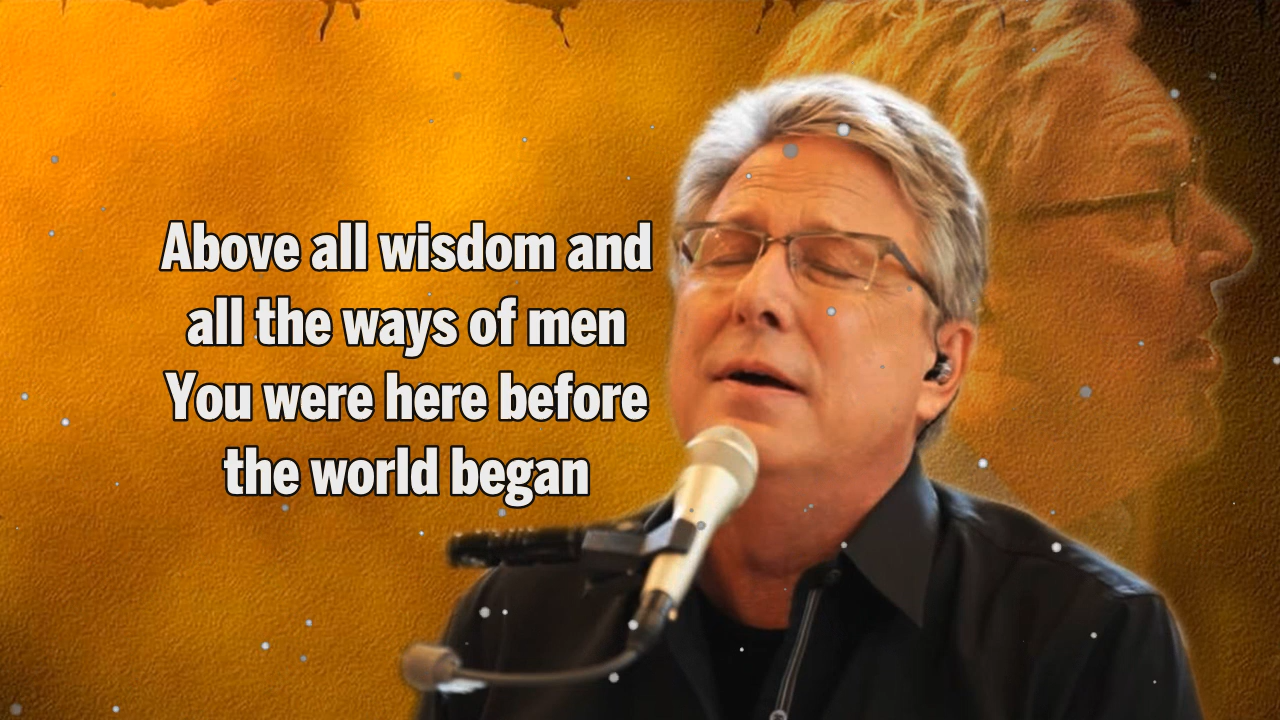 Above all wisdom and
all the ways of men
You were here before
the world began